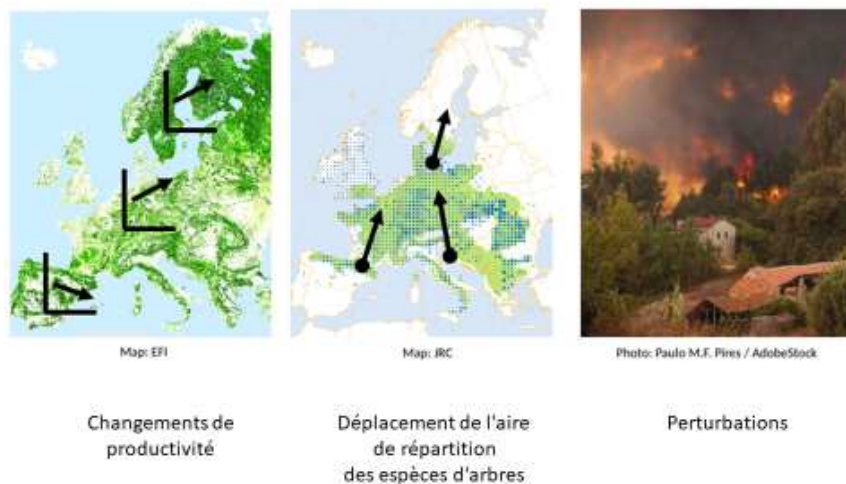 Map: EFI
Map: JRC
Photo: Paulo M.F. Pires / AdobeStock
Changements de
productivité
Déplacement de l'aire
de répartition
des espèces d'arbres
Perturbations